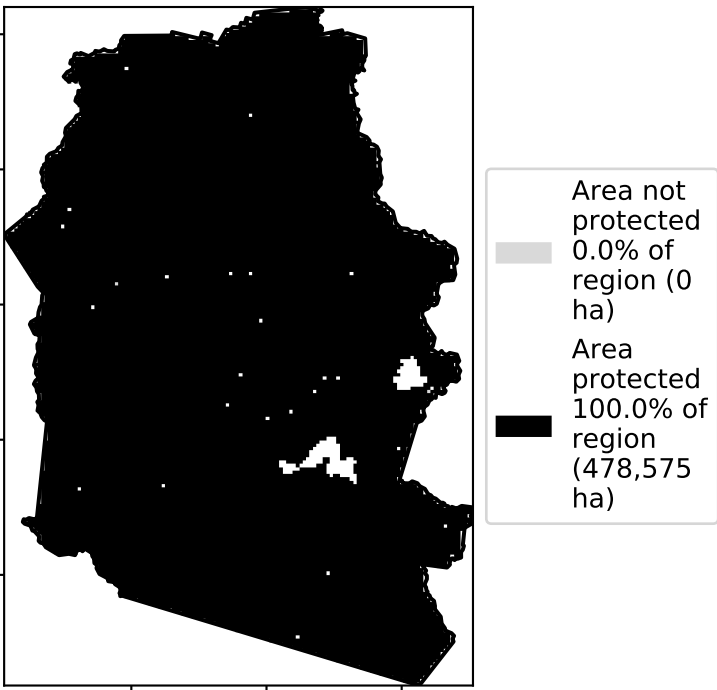 Area not
protected
0.0% of
region (0
ha)
Area
protected
100.0% of
region
(478,575
ha)